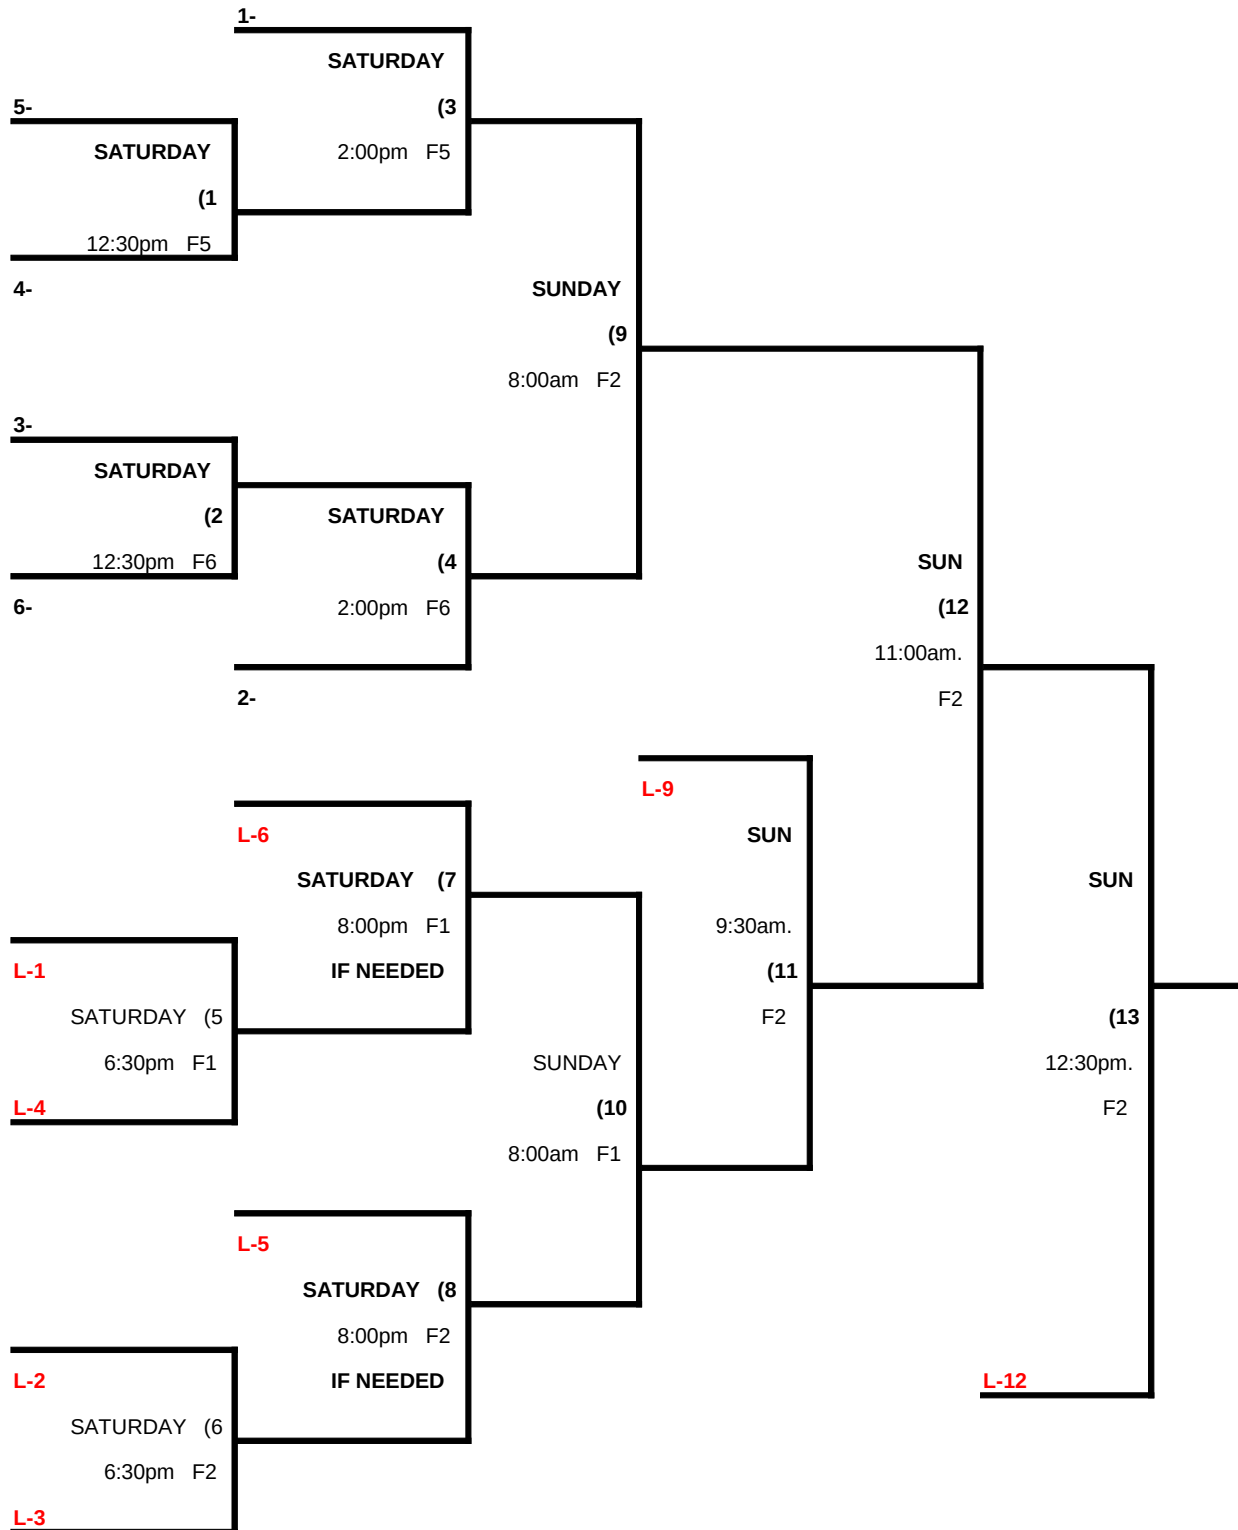 1-
SATURDAY
5-
(3
SATURDAY
2:00pm F5
(1
12:30pm F5
4-
SUNDAY
(9
8:00am F2
3-
SATURDAY
(2
SATURDAY
12:30pm F6
(4
SUN
6-
2:00pm F6
(12
11:00am.
2-
F2
L-9
L-6
SUN
SATURDAY (7
SUN
8:00pm F1
9:30am.
L-1
IF NEEDED
(11
SATURDAY (5
F2
(13
6:30pm F1
SUNDAY
12:30pm.
L-4
(10
F2
8:00am F1
L-5
SATURDAY (8
8:00pm F2
L-2
IF NEEDED
L-12
SATURDAY (6
6:30pm F2
L-3